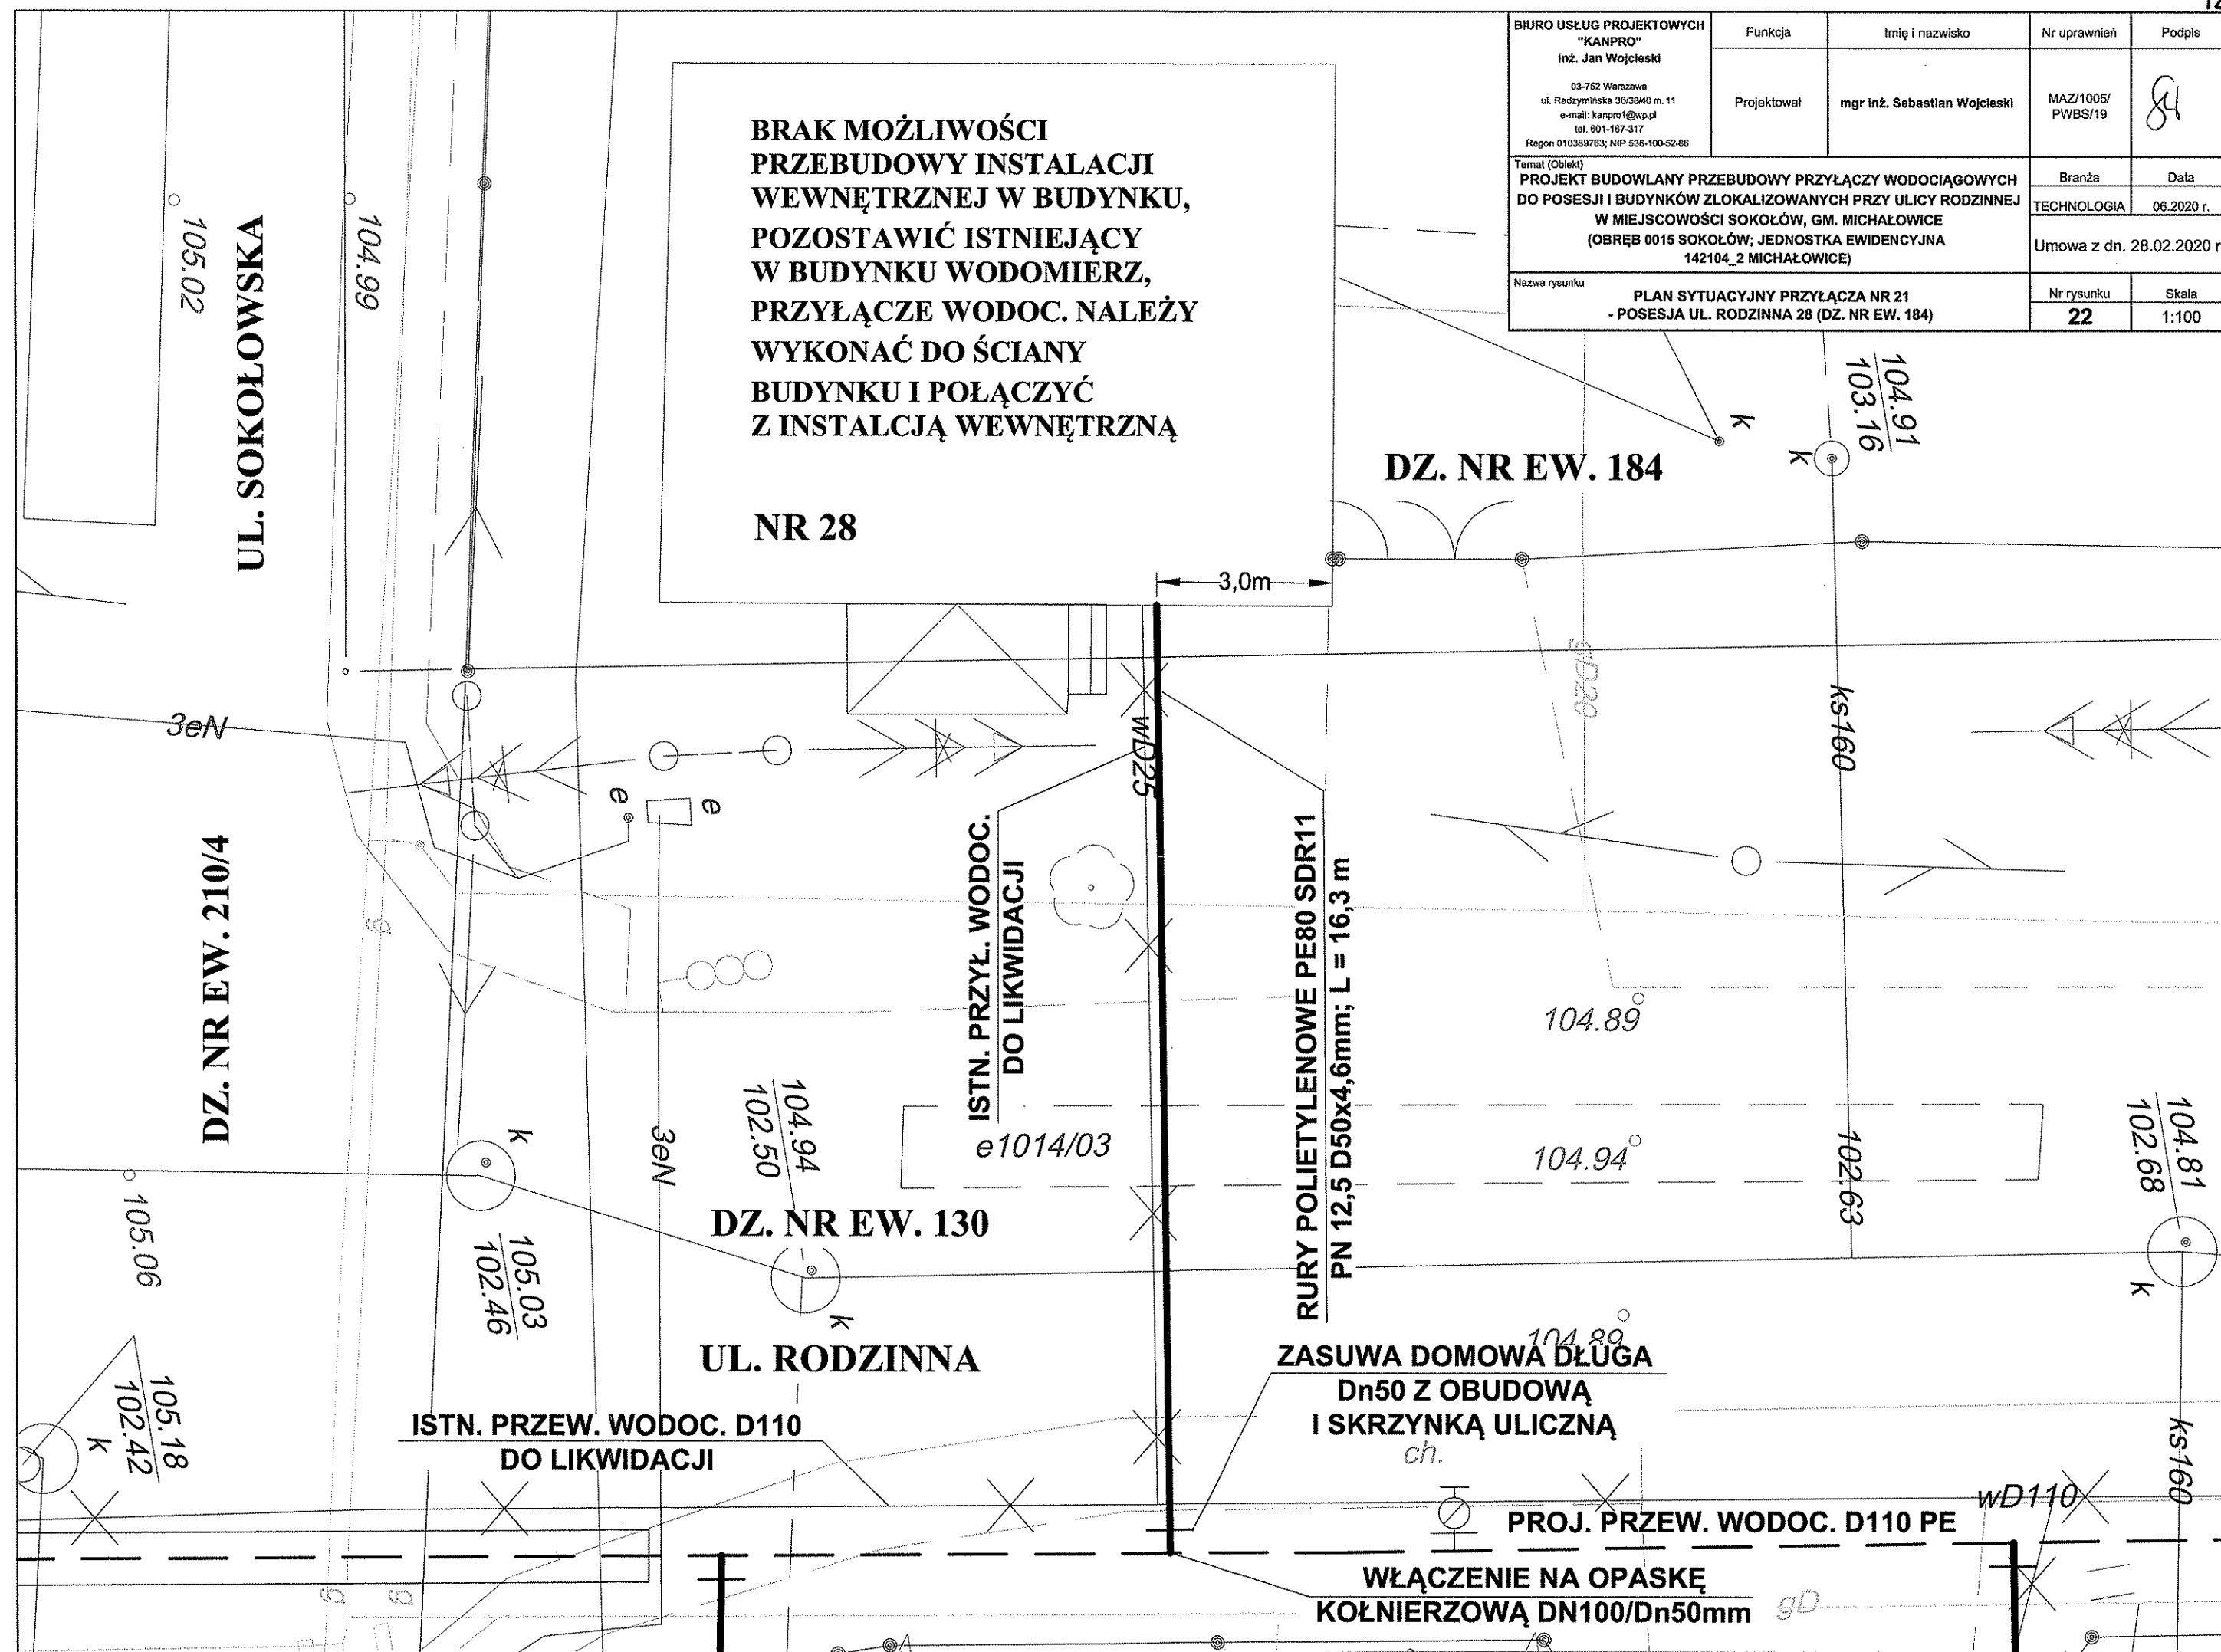 BIURO USŁUG PROJEKTOWYCH
"KANPRO"
inż. Jan Wojcieski
03-752 Warszawa
ul. Radzymińska 36/38/40 m. 11
e-mail: kanpro1@wp.pl
tel. 601-167-317
Regon 010389763; NIP 536-100-52-86
Funkcja
Imię i nazwisko
Nr uprawnień
Podpis
Projektował
mgr inż. Sebastian Wojcieski
MAZ/1005/
PWBS/19
Temat (Obiekt)
PROJEKT BUDOWLANY PRZEBUDOWY PRZYŁĄCZY WODOCIĄGOWYCH
DO POSESJI I BUDYNKÓW ZLOKALIZOWANYCH PRZY ULICY RODZINNEJ
W MIEJSCOWOŚCI SOKOŁÓW, GM. MICHAŁOWICE
(OBRĘB 0015 SOKOŁÓW; JEDNOSTKA EWIDENCYJNA
142104_2 MICHAŁOWICE)
Branża
Data
TECHNOLOGIA
06.2020 r.
Umowa z dn. 28.02.2020 r
Nazwa rysunku
PLAN SYTUACYJNY PRZYŁĄCZA NR 21
- POSESJA UL. RODZINNA 28 (DZ. NR EW. 184)
Nr rysunku
Skala
22
1:100
BRAK MOŻLIWOŚCI
PRZEBUDOWY INSTALACJI
WEWNĘTRZNEJ W BUDYNKU,
POZOSTAWIĆ ISTNIEJĄCY
W BUDYNKU WODOMIERZ,
PRZYŁĄCZE WODOC. NALEŻY
WYKONAĆ DO ŚCIANY
BUDYNKU I POŁĄCZYĆ
Z INSTALCJĄ WEWNĘTRZNĄ
NR 28
105.02
UL. SOKOŁOWSKA
104.99
DZ. NR EW. 184
k
k
104.91
103.16
3,0m
wD20
ks160
3eN
wD25
e
e
DZ. NR EW. 210/4
g
ISTN. PRZYŁ. WODOC.
DO LIKWIDACJI
RURY POLIETYLENOWE PE80 SDR11
PN 12,5 D50x4,6mm; L = 16,3 m
104.89
104.94
102.50
e1014/03
104.94
102.63
104.81
102.68
k
3eN
k
105.06
105.03
102.46
DZ. NR EW. 130
k
UL. RODZINNA
104.89
ZASUWA DOMOWA DŁUGA
Dn50 Z OBUDOWĄ
I SKRZYNKĄ ULICZNĄ
ch.
105.18
102.42
k
ISTN. PRZEW. WODOC. D110
DO LIKWIDACJI
ks160
wD110
PROJ. PRZEW. WODOC. D110 PE
WŁĄCZENIE NA OPASKĘ
KOŁNIERZOWĄ DN100/Dn50mm
gD
g
g